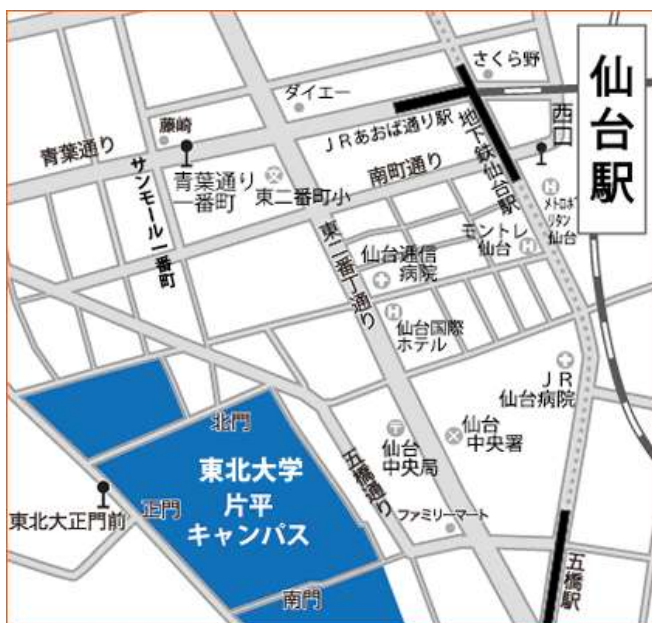 さくら野
仙台駅
ダイエー
西口
藤崎
JRあおば通り駅
地下鉄仙台駅
青葉通り
南町通り
青葉通り
一番町
東二番町小
サンモール一番町
メトロポ
リタン
仙台
モントレ
仙台
東二番丁通り
仙台逓信
病院
仙台国際
ホテル
JR
仙台病院
北門
仙台
中央局
仙台
中央署
五橋通り
東北大学
片平
キャンパス
東北大正門前
正門
ファミリーマート
南門
五橋駅